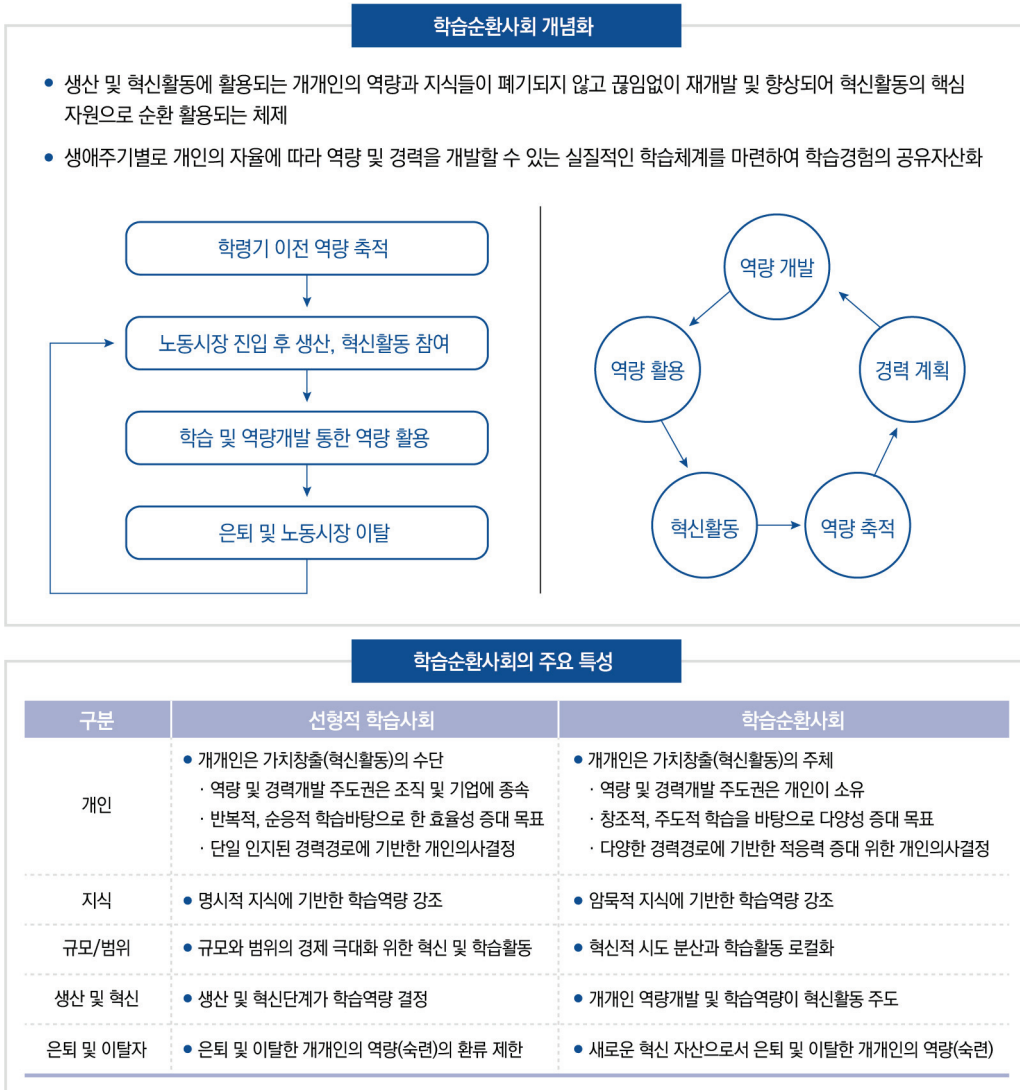 학습순환사회 개념화
• 생산 및 혁신활동에 활용되는 개개인의 역량과 지식들이 폐기되지 않고 끊임없이 재개발 및 향상되어 혁신활동의 핵심
자원으로 순환 활용되는 체제
• 생애주기별로 개인의 자율에 따라 역량 및 경력을 개발할 수 있는 실질적인 학습체계를 마련하여 학습경험의 공유자산화
학령기 이전 역량 축적
노동시장 진입 후 생산, 혁신활동 참여
학습 및 역량개발 통한 역량 활용
은퇴 및 노동시장 이탈
역량 개발
역량 활용
혁신활동
역량 축적
경력 계획
학습순환사회의 주요 특성
구분
선형적 학습사회
학습순환사회
개인
• 개개인은 가치창출(혁신활동)의 수단
· 역량 및 경력개발 주도권은 조직 및 기업에 종속
· 반복적, 순응적 학습바탕으로 한 효율성 증대 목표
· 단일 인지된 경력경로에 기반한 개인의사결정
• 개개인은 가치창출(혁신활동)의 주체
· 역량 및 경력개발 주도권은 개인이 소유
· 창조적, 주도적 학습을 바탕으로 다양성 증대 목표
· 다양한 경력경로에 기반한 적응력 증대 위한 개인의사결정
지식
• 명시적 지식에 기반한 학습역량 강조
• 암묵적 지식에 기반한 학습역량 강조
규모/범위
• 규모와 범위의 경제 극대화 위한 혁신 및 학습활동
• 혁신적 시도 분산과 학습활동 로컬화
생산 및 혁신
• 생산 및 혁신단계가 학습역량 결정
• 개개인 역량개발 및 학습역량이 혁신활동 주도
은퇴 및 이탈자
• 은퇴 및 이탈한 개개인의 역량(숙련)의 환류 제한
• 새로운 혁신 자산으로서 은퇴 및 이탈한 개개인의 역량(숙련)